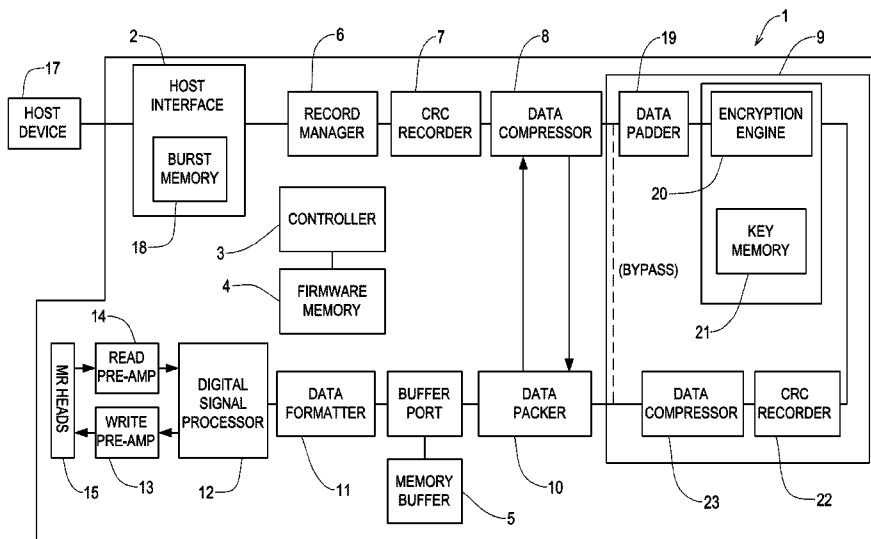 1
2
6
7
8
19
9
17
HOST
DEVICE
HOST
INTERFACE
BURST
MEMORY
18
RECORD
MANAGER
CRC
RECORDER
DATA
COMPRESSOR
DATA
PADDER
ENCRYPTION
ENGINE
20
KEY
MEMORY
21
CONTROLLER
3
FIRMWARE
MEMORY
4
(BYPASS)
14
READ
PRE-AMP
MR HEADS
WRITE
PRE-AMP
15
13
DIGITAL
SIGNAL
PROCESSOR
12
DATA
FORMATTER
11
BUFFER
PORT
MEMORY
BUFFER
5
DATA
PACKER
10
DATA
COMPRESSOR
23
CRC
RECORDER
22